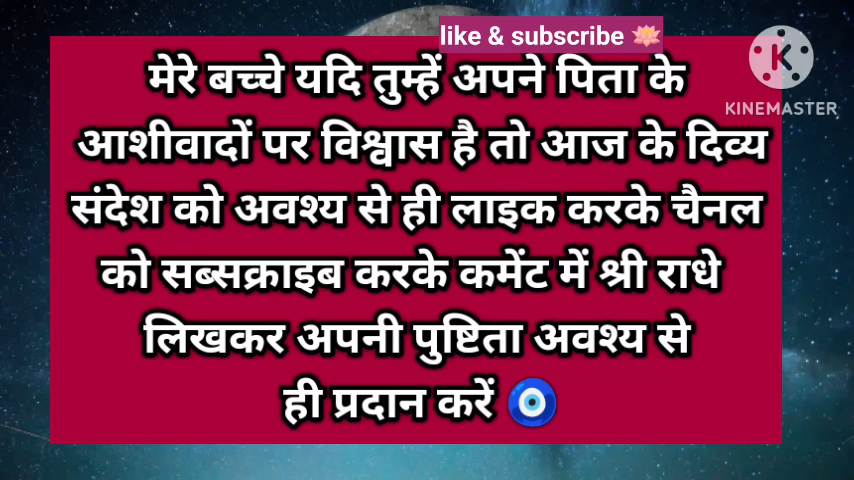 like & subscribe 🪷
KINEMASTER
मेरे बच्चे यदि तुम्हें अपने पिता के
आशीवादों पर विश्वास है तो आज के दिव्य
संदेश को अवश्य से ही लाइक करके चैनल
को सब्सक्राइब करके कमेंट में श्री राधे
लिखकर अपनी पुष्टिता अवश्य से
ही प्रदान करें 🧿